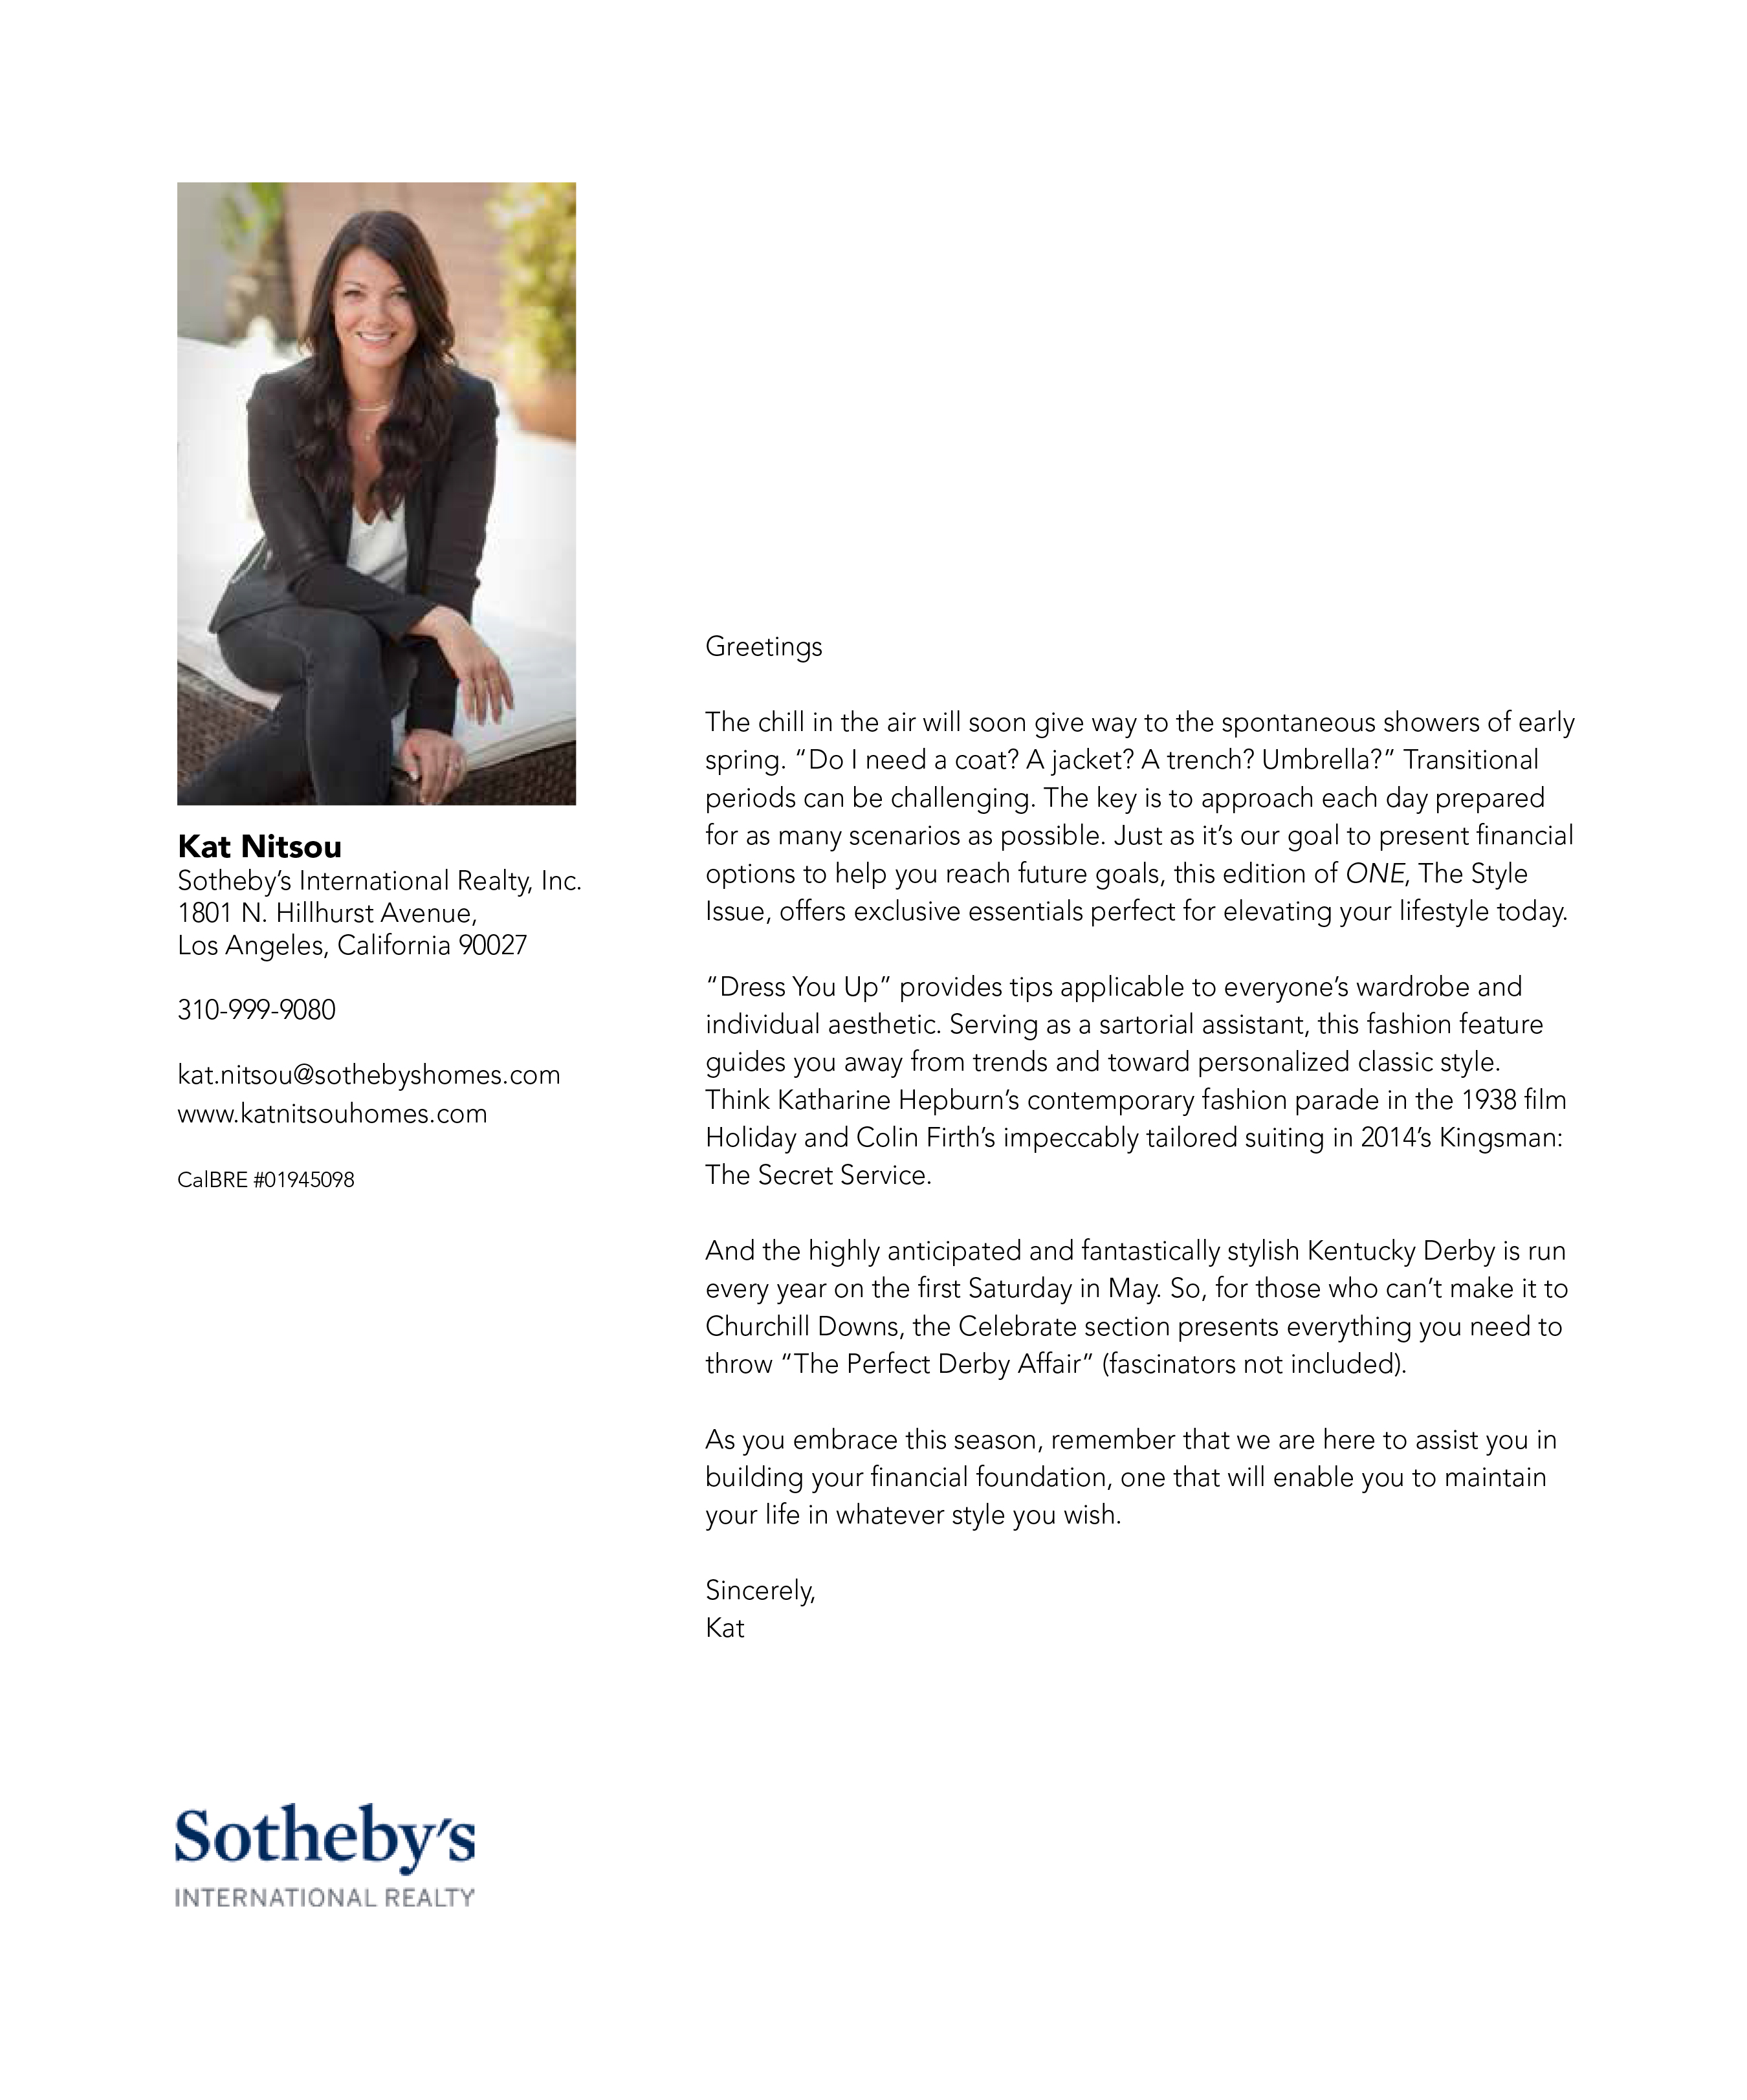 Kat Nitsou
Sotheby’s International Realty, Inc.
1801 N. Hillhurst Avenue,
Los Angeles, California 90027
310-999-9080
kat.nitsou@sothebyshomes.com
www.katnitsouhomes.com
CalBRE #01945098
Greetings
The chill in the air will soon give way to the spontaneous showers of early
spring. “Do I need a coat? A jacket? A trench? Umbrella?” Transitional
periods can be challenging. The key is to approach each day prepared
for as many scenarios as possible. Just as it’s our goal to present financial
options to help you reach future goals, this edition of ONE, The Style
Issue, offers exclusive essentials perfect for elevating your lifestyle today.
“Dress You Up” provides tips applicable to everyone’s wardrobe and
individual aesthetic. Serving as a sartorial assistant, this fashion feature
guides you away from trends and toward personalized classic style.
Think Katharine Hepburn’s contemporary fashion parade in the 1938 film
Holiday and Colin Firth’s impeccably tailored suiting in 2014’s Kingsman:
The Secret Service.
And the highly anticipated and fantastically stylish Kentucky Derby is run
every year on the first Saturday in May. So, for those who can’t make it to
Churchill Downs, the Celebrate section presents everything you need to
throw “The Perfect Derby Affair” (fascinators not included).
As you embrace this season, remember that we are here to assist you in
building your financial foundation, one that will enable you to maintain
your life in whatever style you wish.
Sincerely,
Kat
Sotheby’s
INTERNATIONAL REALTY